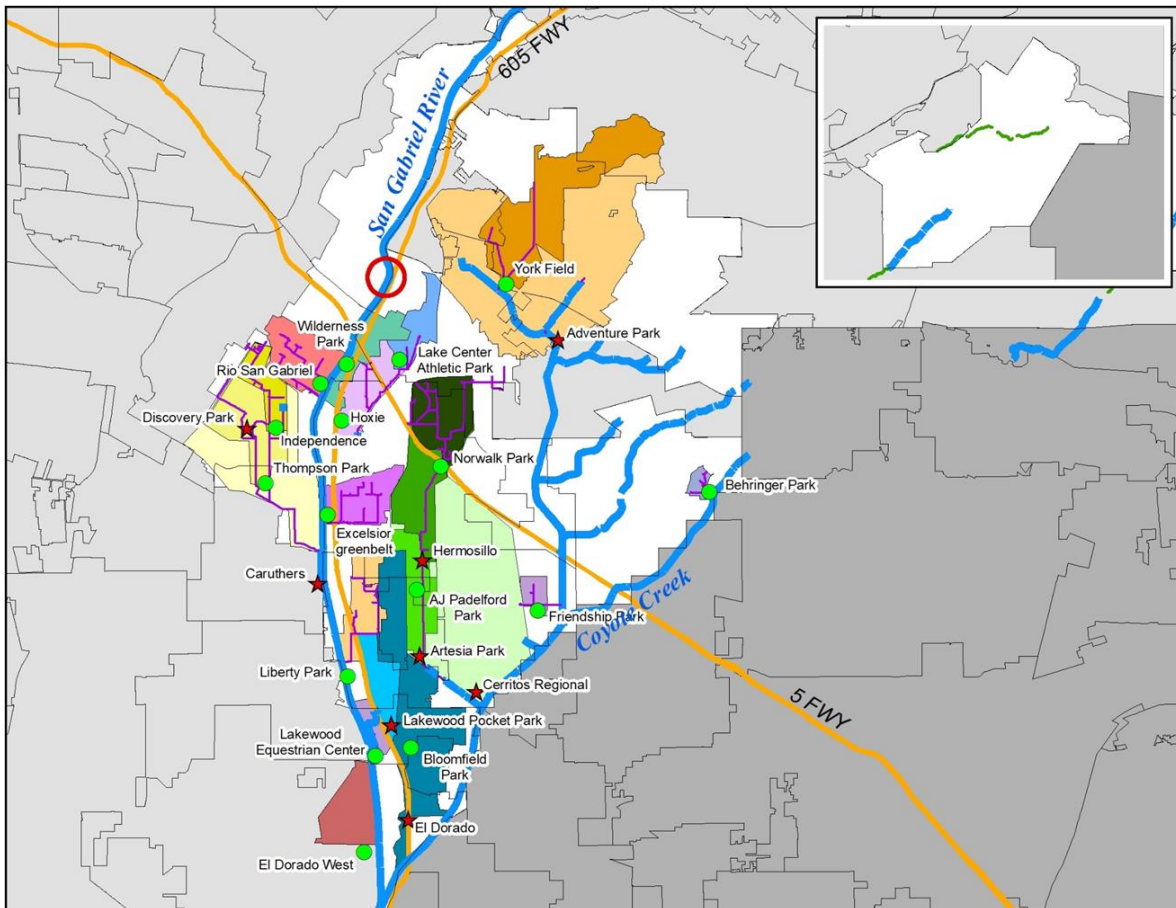 605 FWY
San Gabriel River
York Field
Adventure Park
Wilderness
Park
Lake Center
Athletic Park
Rio San Gabriel
Discovery Park
Hoxie
Independence
Thompson Park
Norwalk Park
Behringer Park
Excelsior
greenbelt
Hermosillo
Caruthers
AJ Padelford
Park
Friendship Park
Coyote Creek
Artesia Park
Liberty Park
Cerritos Regional
5 FWY
Lakewood Pocket Park
Lakewood
Equestrian Center
Bloomfield
Park
El Dorado
El Dorado West